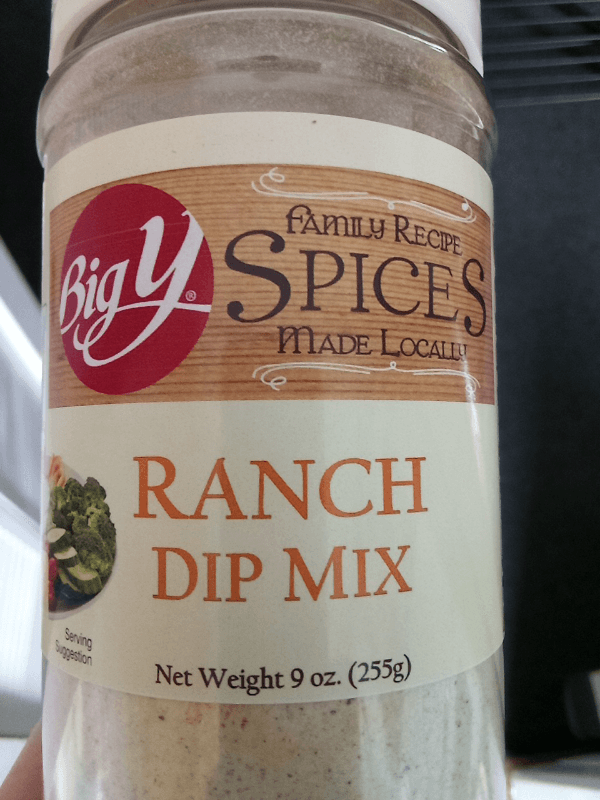 Big Y®
FAMILY RECIPE
SPICES
MADE LOCALLY
RANCH
DIP MIX
Serving
Suggestion
Net Weight 9 oz. (255g)